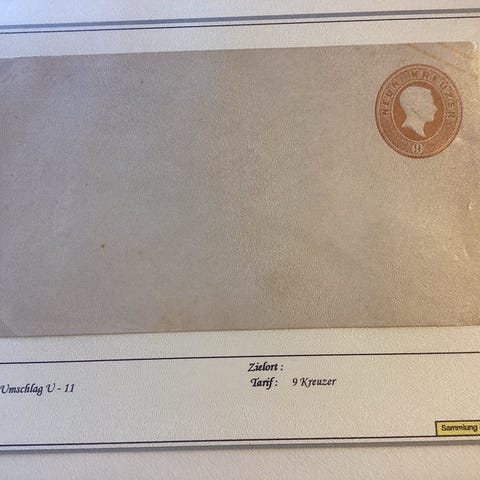 NEUN KREUZER
9
Zielort :
Umschlag U - 11
Tarif : 9 Kreuzer
Sammlung